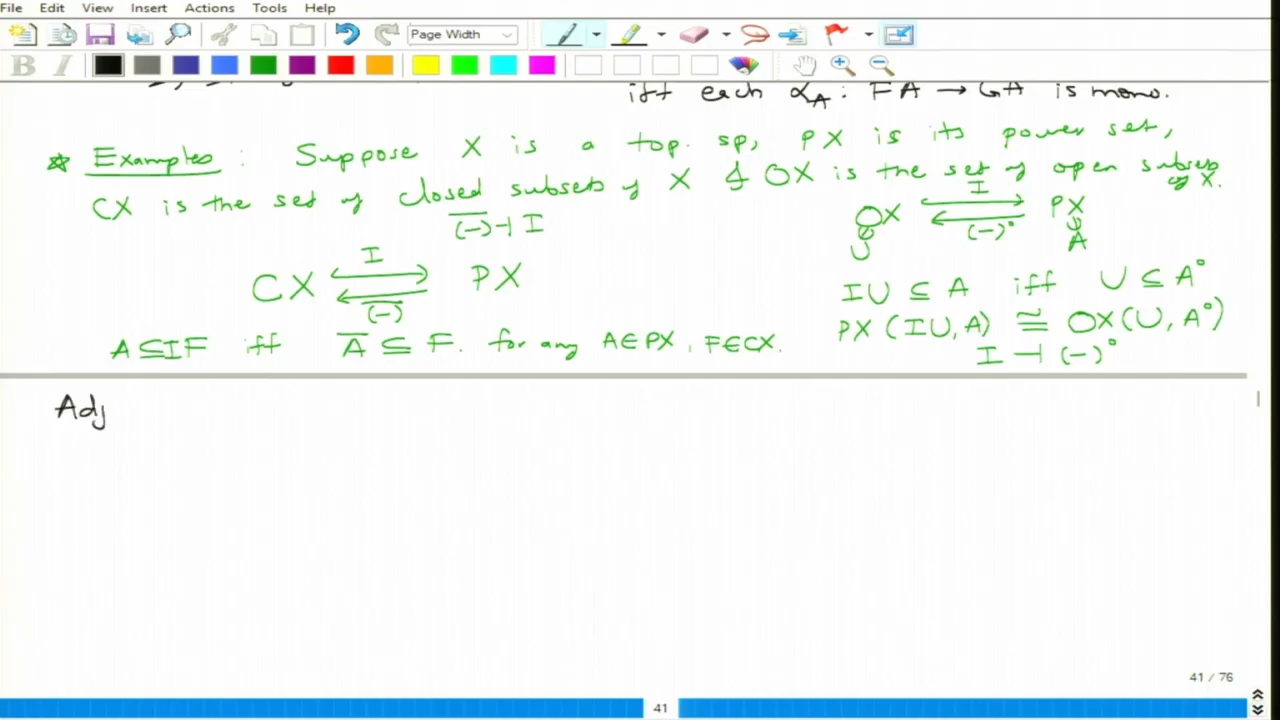 File Edit View Insert Actions Tools Help
Page Width
B I
iff each α_A : FA → GA is mono.
☆ Examples : Suppose X is a top. sp, PX is its power set,
CX is the set of closed subsets of X & OX is the set of open subsets of X.
\overline{(-)} ⊣ I
CX ⇄ PX
I
\overline{(-)}
A ⊆ IF iff \overline{A} ⊆ F. for any A∈PX, F∈CX.
OX ⇄ PX
I
(-)°
U A
IU ⊆ A iff U ⊆ A°
PX (IU, A) ≅ OX(U, A°)
I ⊣ (-)°
Adj
41 / 76
41